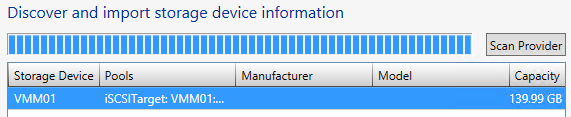 Discover and import storage device information
Scan Provider
Storage Device Pools Manufacturer Model Capacity
VMM01 iSCSITarget: VMM01:... 139.99 GB